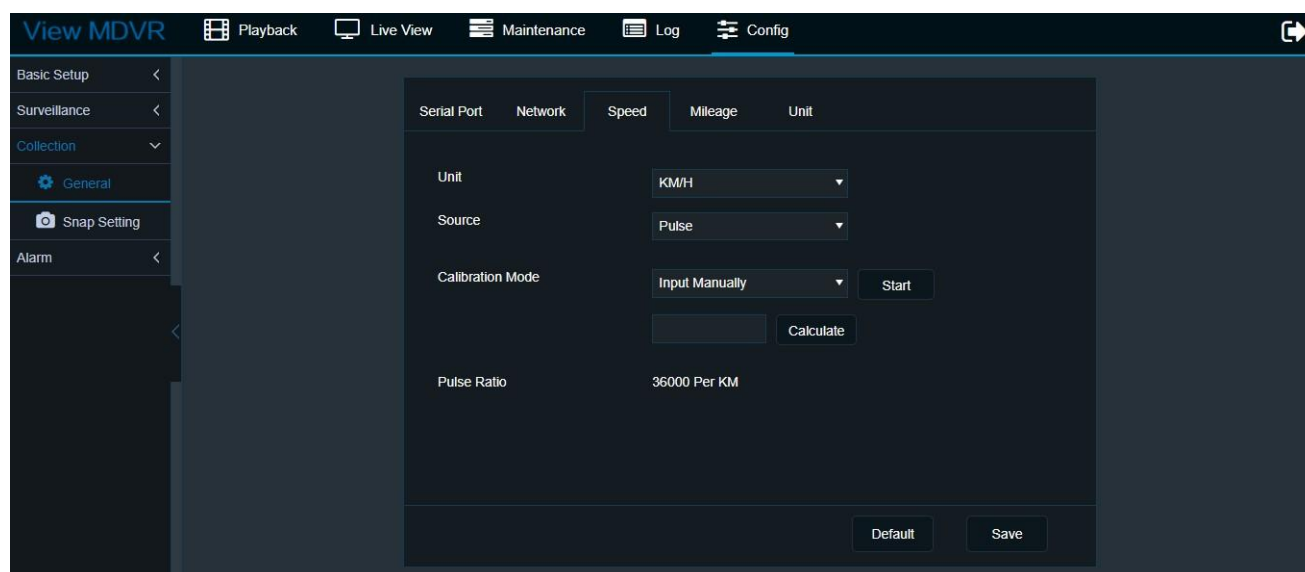 View MDVR Playback Live View Maintenance Log Config
Basic Setup
Surveillance
Collection
General
Snap Setting
Alarm
Serial Port Network Speed Mileage Unit
Unit KM/H
Source Pulse
Calibration Mode Input Manually Start
Calculate
Pulse Ratio 36000 Per KM
Default Save